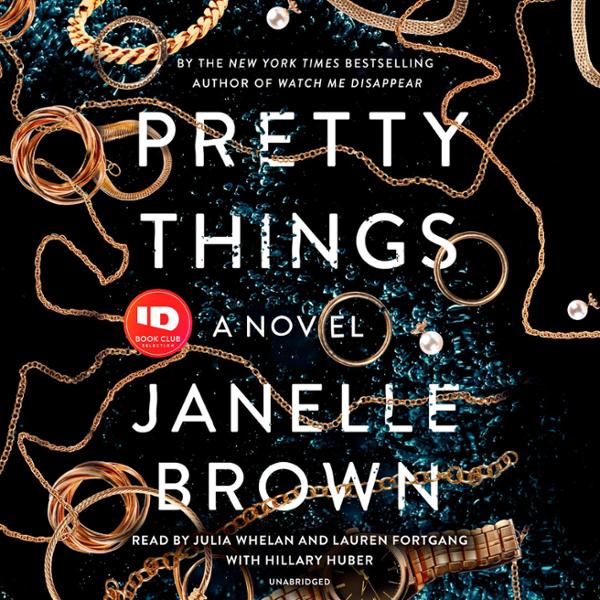 BY THE NEW YORK TIMES BESTSELLING
AUTHOR OF WATCH ME DISAPPEAR
PRETTY
THINGS
ID
BOOK CLUB
SELECTION
A NOVEL
JANELLE
BROWN
READ BY JULIA WHELAN AND LAUREN FORTGANG
WITH HILLARY HUBER
UNABRIDGED